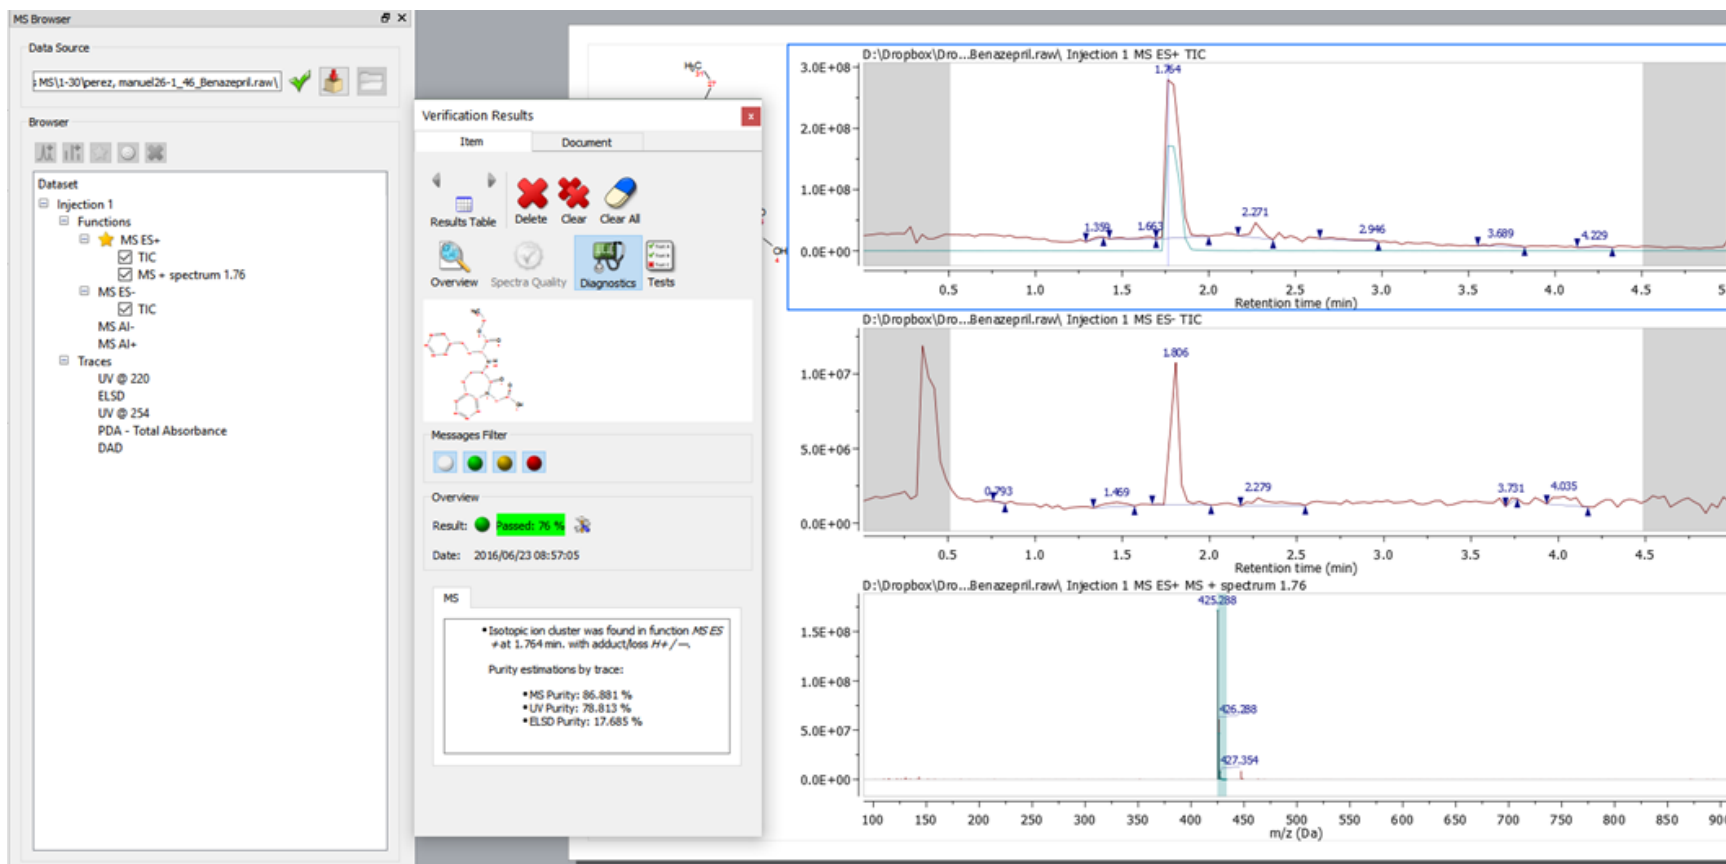 MS Browser
Data Source
MS\1-30\perez, manuel26-1_46_Benazepril.raw\
Browser
Dataset
Injection 1
Functions
MS ES+
TIC
MS + spectrum 1.76
MS ES-
TIC
MS AI-
MS AI+
Traces
UV @ 220
ELSD
UV @ 254
PDA - Total Absorbance
DAD
Verification Results
Item
Document
Results Table
Delete
Clear
Clear All
Overview
Spectra Quality
Diagnostics
Tests
Messages Filter
Overview
Result:
Passed: 76 %
Date: 2016/06/23 08:57:05
MS
• Isotopic ion cluster was found in function MS ES
+ at 1.764 min. with adduct/loss H+ / —.
Purity estimations by trace:
• MS Purity: 86.881 %
• UV Purity: 78.813 %
• ELSD Purity: 17.685 %
H₃C
OH
D:\Dropbox\Dro...Benazepril.raw\ Injection 1 MS ES+ TIC
3.0E+08
2.0E+08
1.0E+08
0.0E+00
1.359
1.663
1.764
2.271
2.946
3.689
4.229
0.5 1.0 1.5 2.0 2.5 3.0 3.5 4.0 4.5
Retention time (min)
D:\Dropbox\Dro...Benazepril.raw\ Injection 1 MS ES- TIC
1.0E+07
5.0E+06
0.0E+00
0.793
1.469
1.806
2.279
3.731
4.035
0.5 1.0 1.5 2.0 2.5 3.0 3.5 4.0 4.5
Retention time (min)
D:\Dropbox\Dro...Benazepril.raw\ Injection 1 MS ES+ MS + spectrum 1.76
1.5E+08
1.0E+08
5.0E+07
0.0E+00
425.288
426.288
427.354
100 150 200 250 300 350 400 450 500 550 600 650 700 750 800 850
m/z (Da)